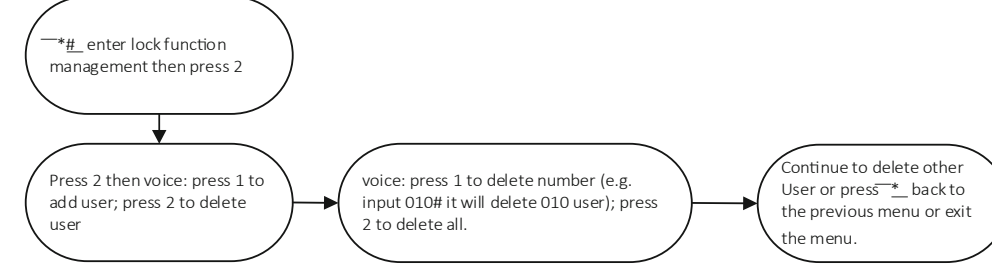 *# enter lock function
management then press 2
Press 2 then voice: press 1 to
add user; press 2 to delete
user
voice: press 1 to delete number (e.g.
input 010# it will delete 010 user); press
2 to delete all.
Continue to delete other
User or press * back to
the previous menu or exit
the menu.